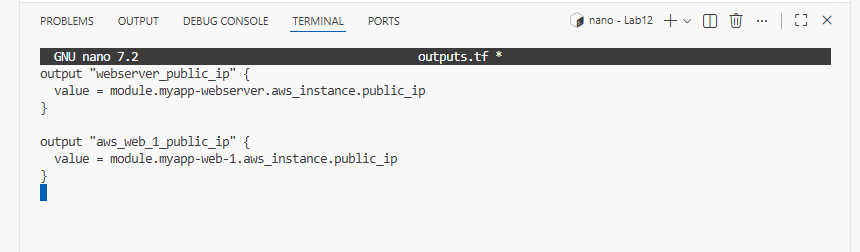 PROBLEMS OUTPUT DEBUG CONSOLE TERMINAL PORTS nano - Lab12
GNU nano 7.2 outputs.tf *
output "webserver_public_ip" {
  value = module.myapp-webserver.aws_instance.public_ip
}

output "aws_web_1_public_ip" {
  value = module.myapp-web-1.aws_instance.public_ip
}